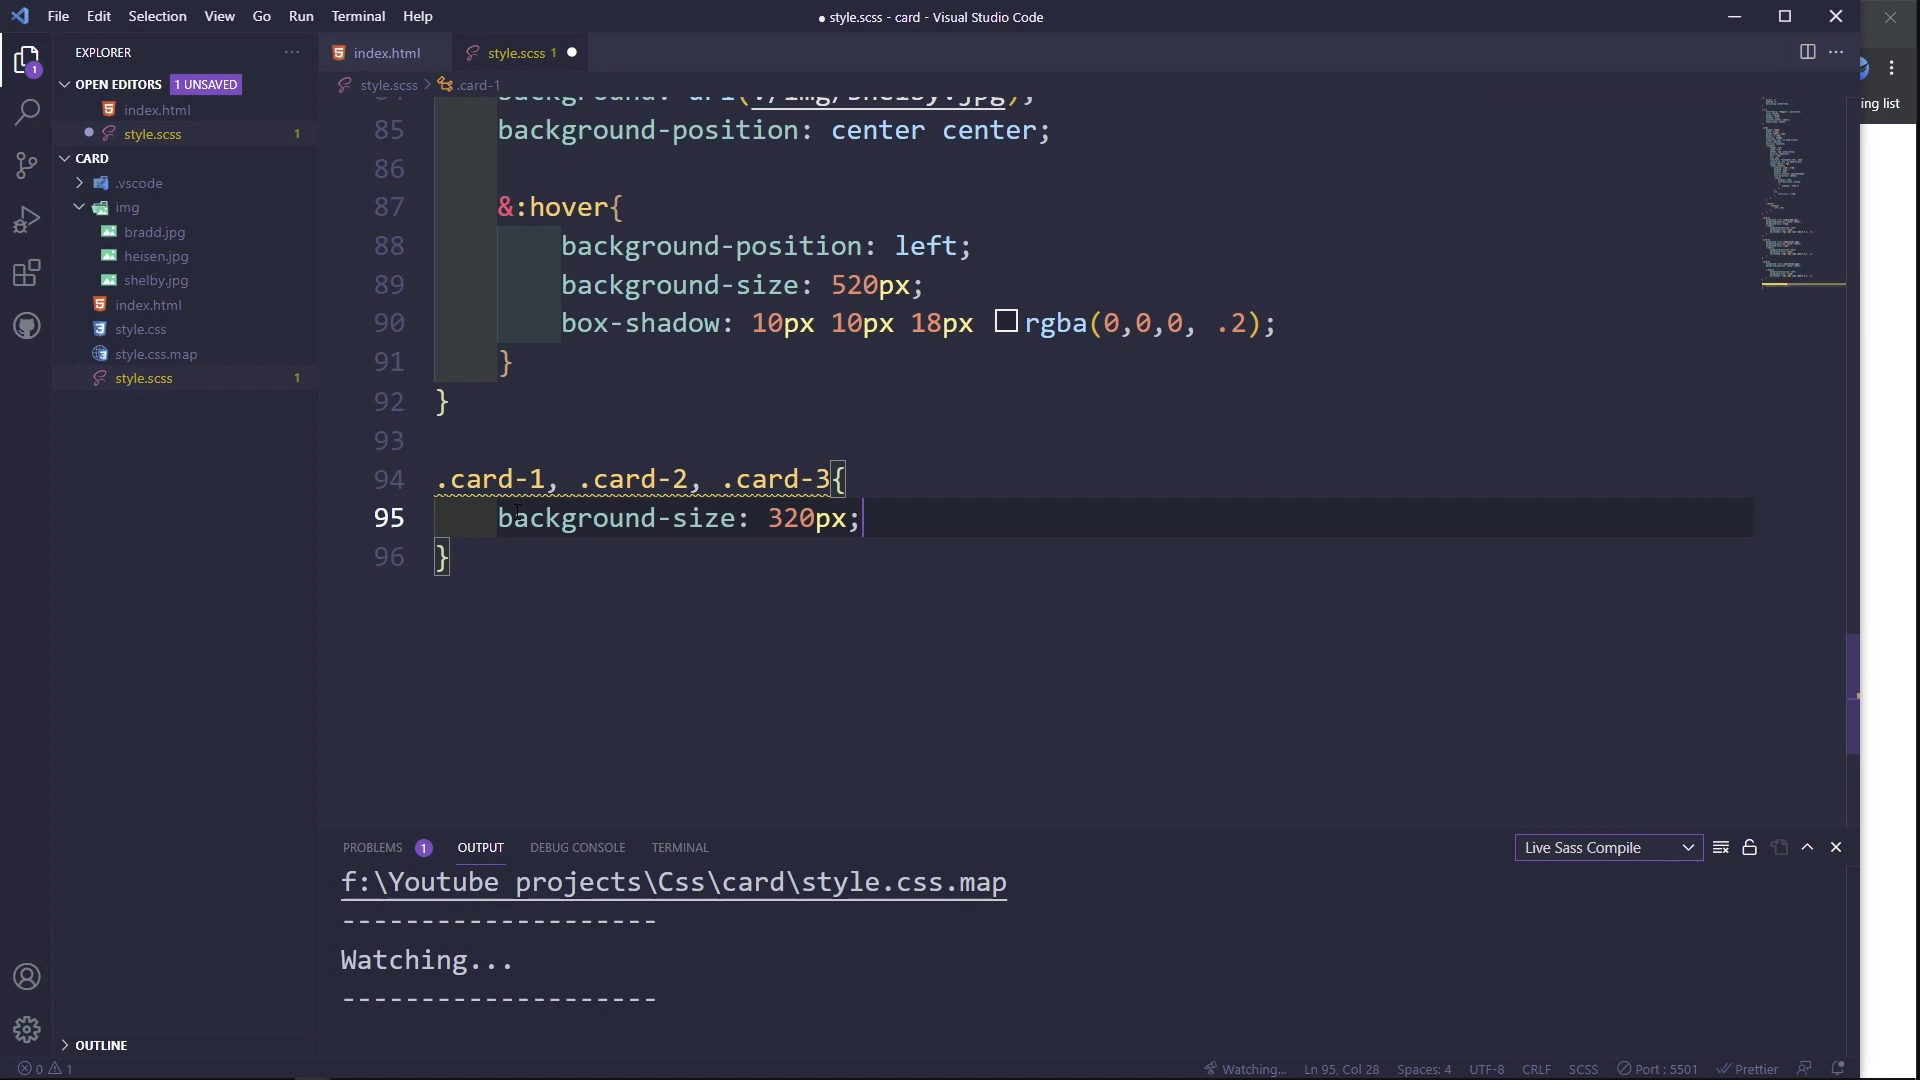 File Edit Selection View Go Run Terminal Help
● style.scss - card - Visual Studio Code
EXPLORER
index.html
style.scss 1
OPEN EDITORS 1 UNSAVED
index.html
style.scss 1
style.scss > .card-1
ing list
CARD
.vscode
img
bradd.jpg
heisen.jpg
shelby.jpg
index.html
style.css
style.css.map
style.scss 1
85 background-position: center center;
86
87 &:hover{
88 background-position: left;
89 background-size: 520px;
90 box-shadow: 10px 10px 18px rgba(0,0,0, .2);
91 }
92 }
93
94 .card-1, .card-2, .card-3{
95 background-size: 320px;
96 }
PROBLEMS 1 OUTPUT DEBUG CONSOLE TERMINAL
Live Sass Compile
f:\Youtube projects\Css\card\style.css.map
--------------------
Watching...
--------------------
OUTLINE
0 1
Watching... Ln 95, Col 28 Spaces: 4 UTF-8 CRLF SCSS Port : 5501 Prettier